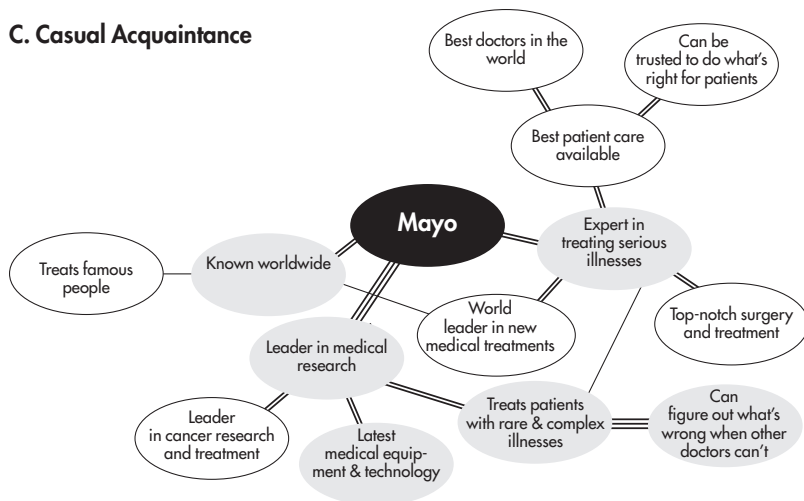 C. Casual Acquaintance
Best doctors in the
world
Can be
trusted to do what's
right for patients
Best patient care
available
Mayo
Expert in
treating serious
illnesses
Known worldwide
Treats famous
people
World
leader in new
medical treatments
Top-notch surgery
and treatment
Leader in medical
research
Leader
in cancer research
and treatment
Latest
medical equip-
ment & technology
Treats patients
with rare & complex
illnesses
Can
figure out what's
wrong when other
doctors can't